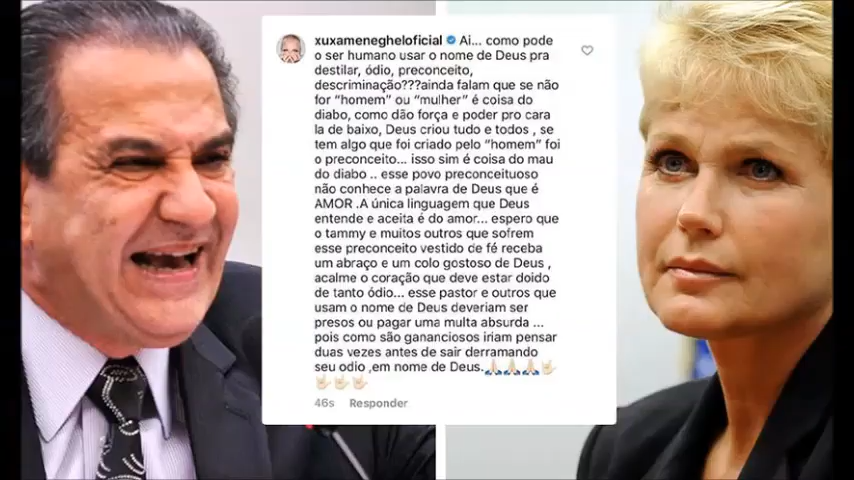 xuxameneghelofficial Ai... como pode
o ser humano usar o nome de Deus pra
destilar, ódio, preconceito,
descriminação???ainda falam que se não
for “homem” ou “mulher” é coisa do
diabo, como dão força e poder pro cara
la de baixo, Deus criou tudo e todos , se
tem algo que foi criado pelo “homem” foi
o preconceito... isso sim é coisa do mau
do diabo .. esse povo preconceituoso
não conhece a palavra de Deus que é
AMOR .A única linguagem que Deus
entende e aceita é do amor... espero que
o tammy e muitos outros que sofrem
esse preconceito vestido de fé receba
um abraço e um colo gostoso de Deus ,
acalme o coração que deve estar doido
de tanto ódio... esse pastor e outros que
usam o nome de Deus deveriam ser
presos ou pagar uma multa absurda ...
pois como são gananciosos iriam pensar
duas vezes antes de sair derramando
seu odio ,em nome de Deus.🙏🏻🙏🏻🙏🏻🤟🏻
🤟🏻🤟🏻🤟🏻
46s Responder